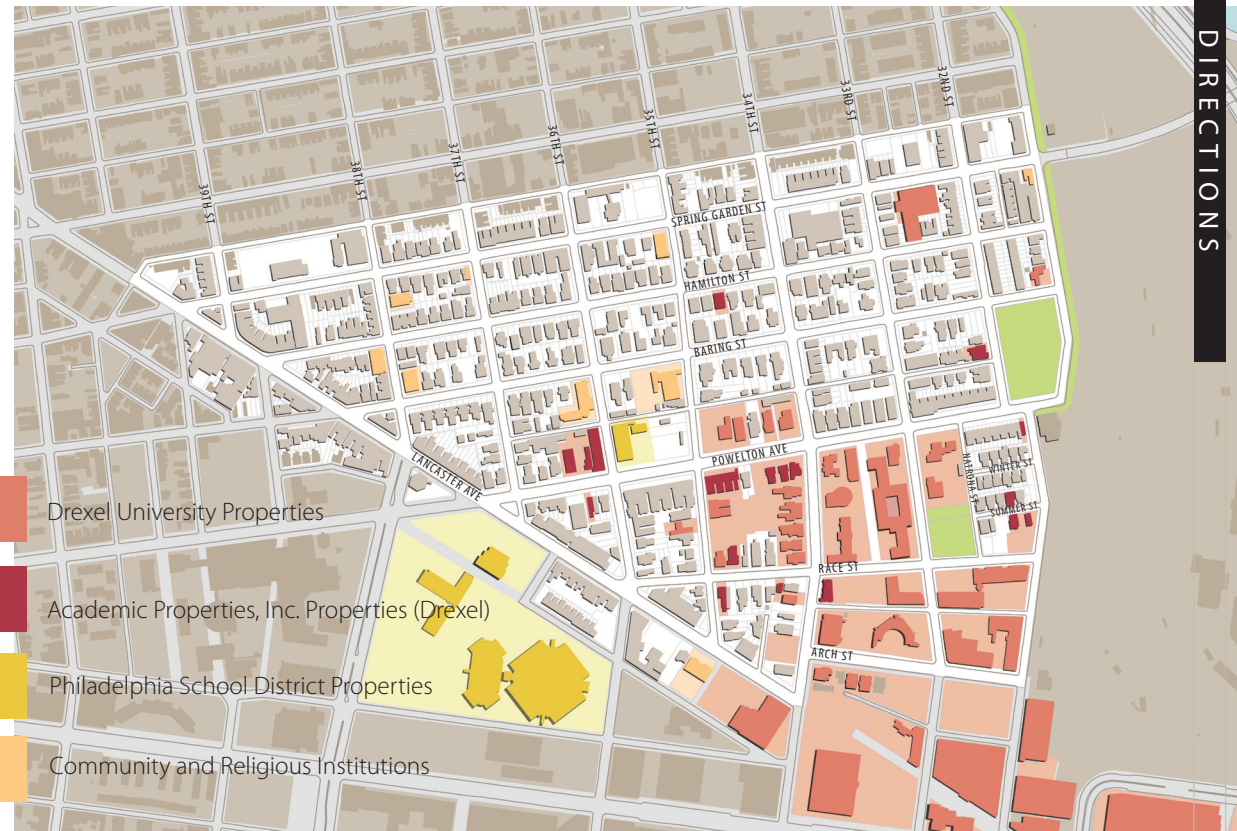 DIRECTIONS
39TH ST
38TH ST
37TH ST
36TH ST
35TH ST
34TH ST
33RD ST
32ND ST
SPRING GARDEN ST
HAMILTON ST
BARING ST
POWELTON AVE
LANCASTER AVE
NATRONA ST
WINTER ST
SUMMER ST
RACE ST
ARCH ST
Drexel University Properties
Academic Properties, Inc. Properties (Drexel)
Philadelphia School District Properties
Community and Religious Institutions